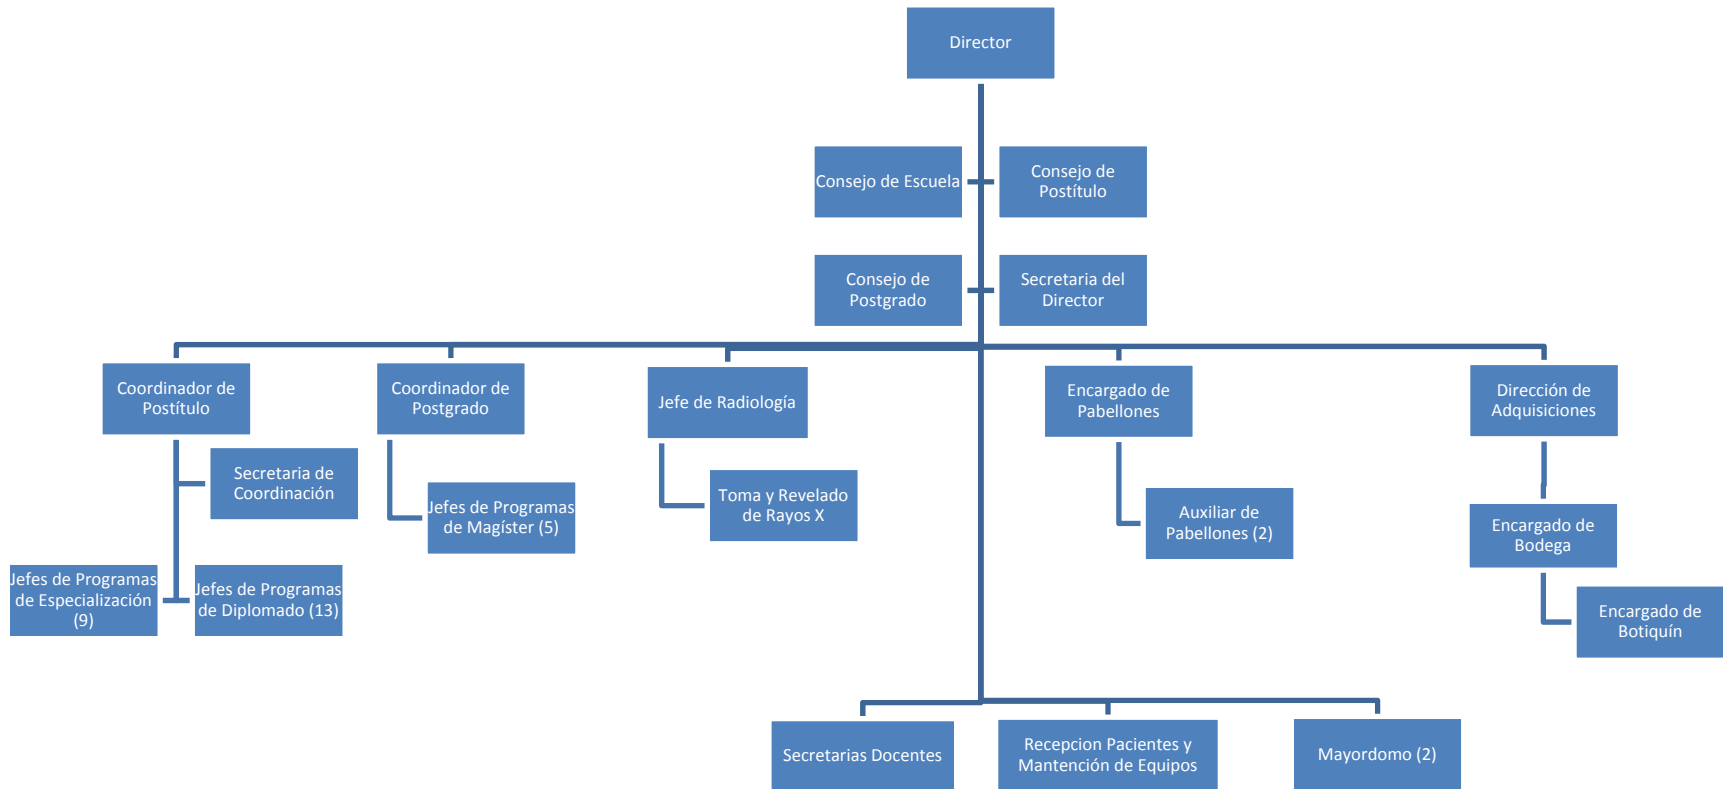 Director
Consejo de Escuela
Consejo de
Postítulo
Consejo de
Postgrado
Secretaria del
Director
Coordinador de
Postítulo
Coordinador de
Postgrado
Jefe de Radiología
Encargado de
Pabellones
Dirección de
Adquisiciones
Secretaria de
Coordinación
Jefes de Programas
de Magíster (5)
Toma y Revelado
de Rayos X
Auxiliar de
Pabellones (2)
Encargado de
Bodega
Jefes de Programas
de Especialización
(9)
Jefes de Programas
de Diplomado (13)
Encargado de
Botiquín
Secretarias Docentes
Recepcion Pacientes y
Mantención de Equipos
Mayordomo (2)